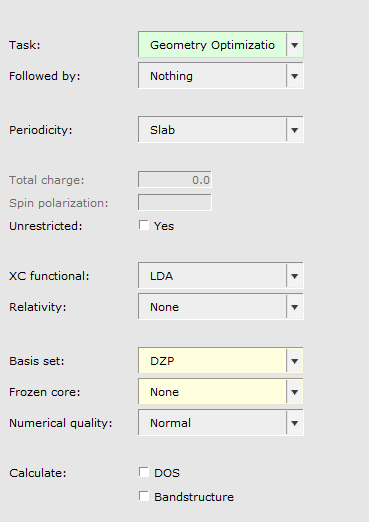 Task: Geometry Optimizatio
Followed by: Nothing
Periodicity: Slab
Total charge: 0.0
Spin polarization:
Unrestricted: Yes
XC functional: LDA
Relativity: None
Basis set: DZP
Frozen core: None
Numerical quality: Normal
Calculate: DOS
Bandstructure